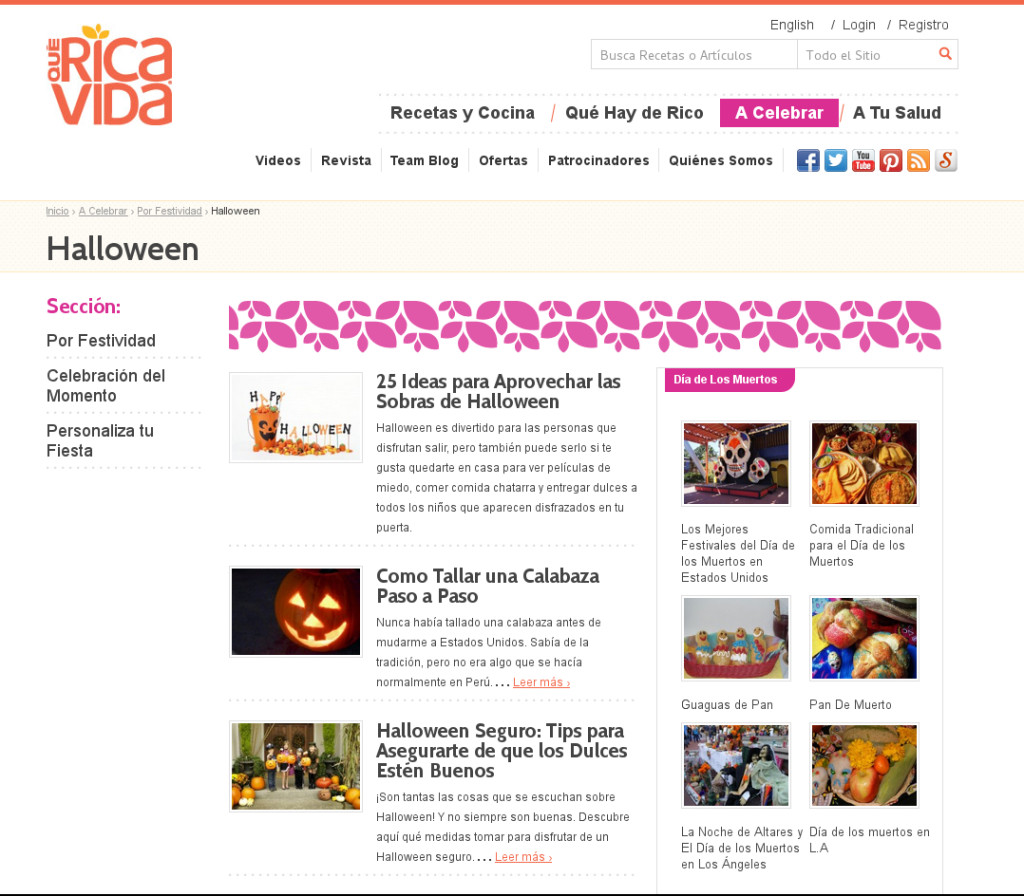 English / Login / Registro
QUÉ RICA VIDA
Busca Recetas o Artículos Todo el Sitio
Recetas y Cocina / Qué Hay de Rico A Celebrar / A Tu Salud
Videos Revista Team Blog Ofertas Patrocinadores Quiénes Somos You Tube
Inicio › A Celebrar › Por Festividad › Halloween
Halloween
Sección:
Por Festividad
Celebración del
Momento
Personaliza tu
Fiesta
HAPPY
HALLOWEEN
25 Ideas para Aprovechar las
Sobras de Halloween
Halloween es divertido para las personas que
disfrutan salir, pero también puede serlo si te
gusta quedarte en casa para ver películas de
miedo, comer comida chatarra y entregar dulces a
todos los niños que aparecen disfrazados en tu
puerta.
Como Tallar una Calabaza
Paso a Paso
Nunca había tallado una calabaza antes de
mudarme a Estados Unidos. Sabía de la
tradición, pero no era algo que se hacía
normalmente en Perú. ... Leer más ›
Halloween Seguro: Tips para
Asegurarte de que los Dulces
Estén Buenos
¡Son tantas las cosas que se escuchan sobre
Halloween! Y no siempre son buenas. Descubre
aquí qué medidas tomar para disfrutar de un
Halloween seguro. ... Leer más ›
Día de Los Muertos
Los Mejores
Festivales del Día de
los Muertos en
Estados Unidos
Comida Tradicional
para el Día de los
Muertos
Guaguas de Pan
Pan De Muerto
La Noche de Altares y
El Día de los Muertos
en Los Ángeles
Día de los muertos en
L.A